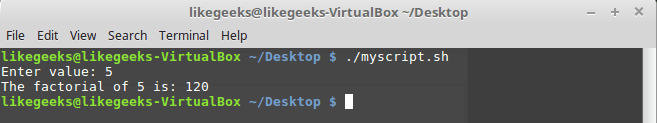 likegeeks@likegeeks-VirtualBox ~/Desktop
File Edit View Search Terminal Help
likegeeks@likegeeks-VirtualBox ~/Desktop $ ./myscript.sh
Enter value: 5
The factorial of 5 is: 120
likegeeks@likegeeks-VirtualBox ~/Desktop $